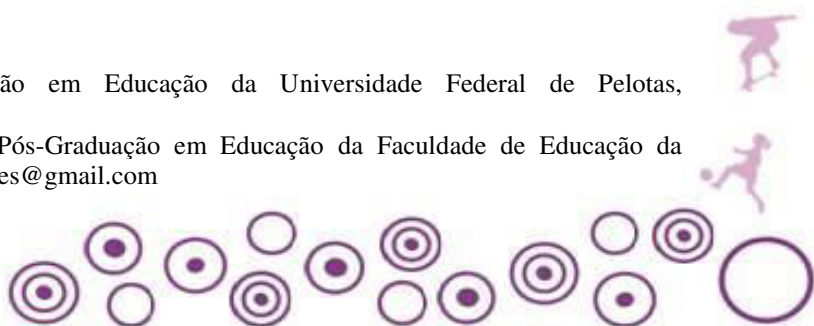 ão em Educação da Universidade Federal de Pelotas,
Pós-Graduação em Educação da Faculdade de Educação da
es@gmail.com